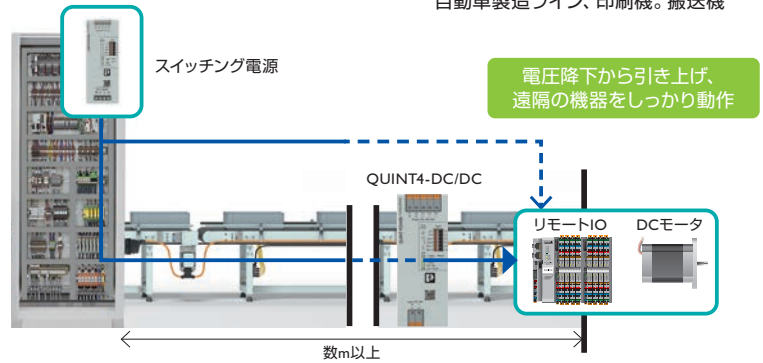 自動車製造ライン、印刷機。搬送機
スイッチング電源
電圧降下から引き上げ、
遠隔の機器をしっかり動作
QUINT4-DC/DC
リモートIO
DCモータ
数m以上